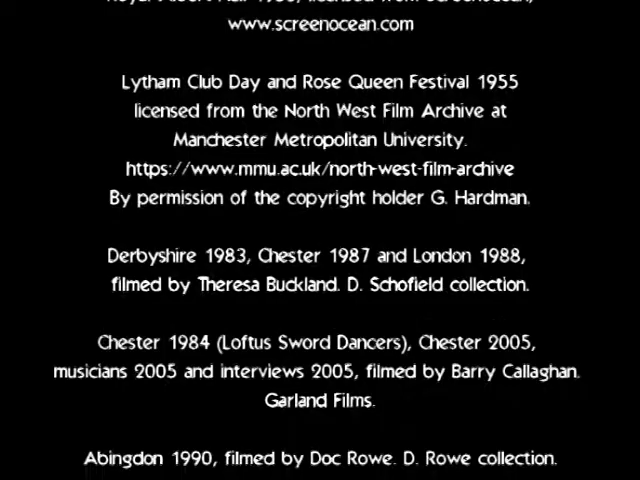 www.screenocean.com
Lytham Club Day and Rose Queen Festival 1955
licensed from the North West Film Archive at
Manchester Metropolitan University.
https://www.mmu.ac.uk/north-west-film-archive
By permission of the copyright holder G. Hardman.
Derbyshire 1983, Chester 1987 and London 1988,
filmed by Theresa Buckland. D. Schofield collection.
Chester 1984 (Loftus Sword Dancers), Chester 2005,
musicians 2005 and interviews 2005, filmed by Barry Callaghan.
Garland Films.
Abingdon 1990, filmed by Doc Rowe. D. Rowe collection.